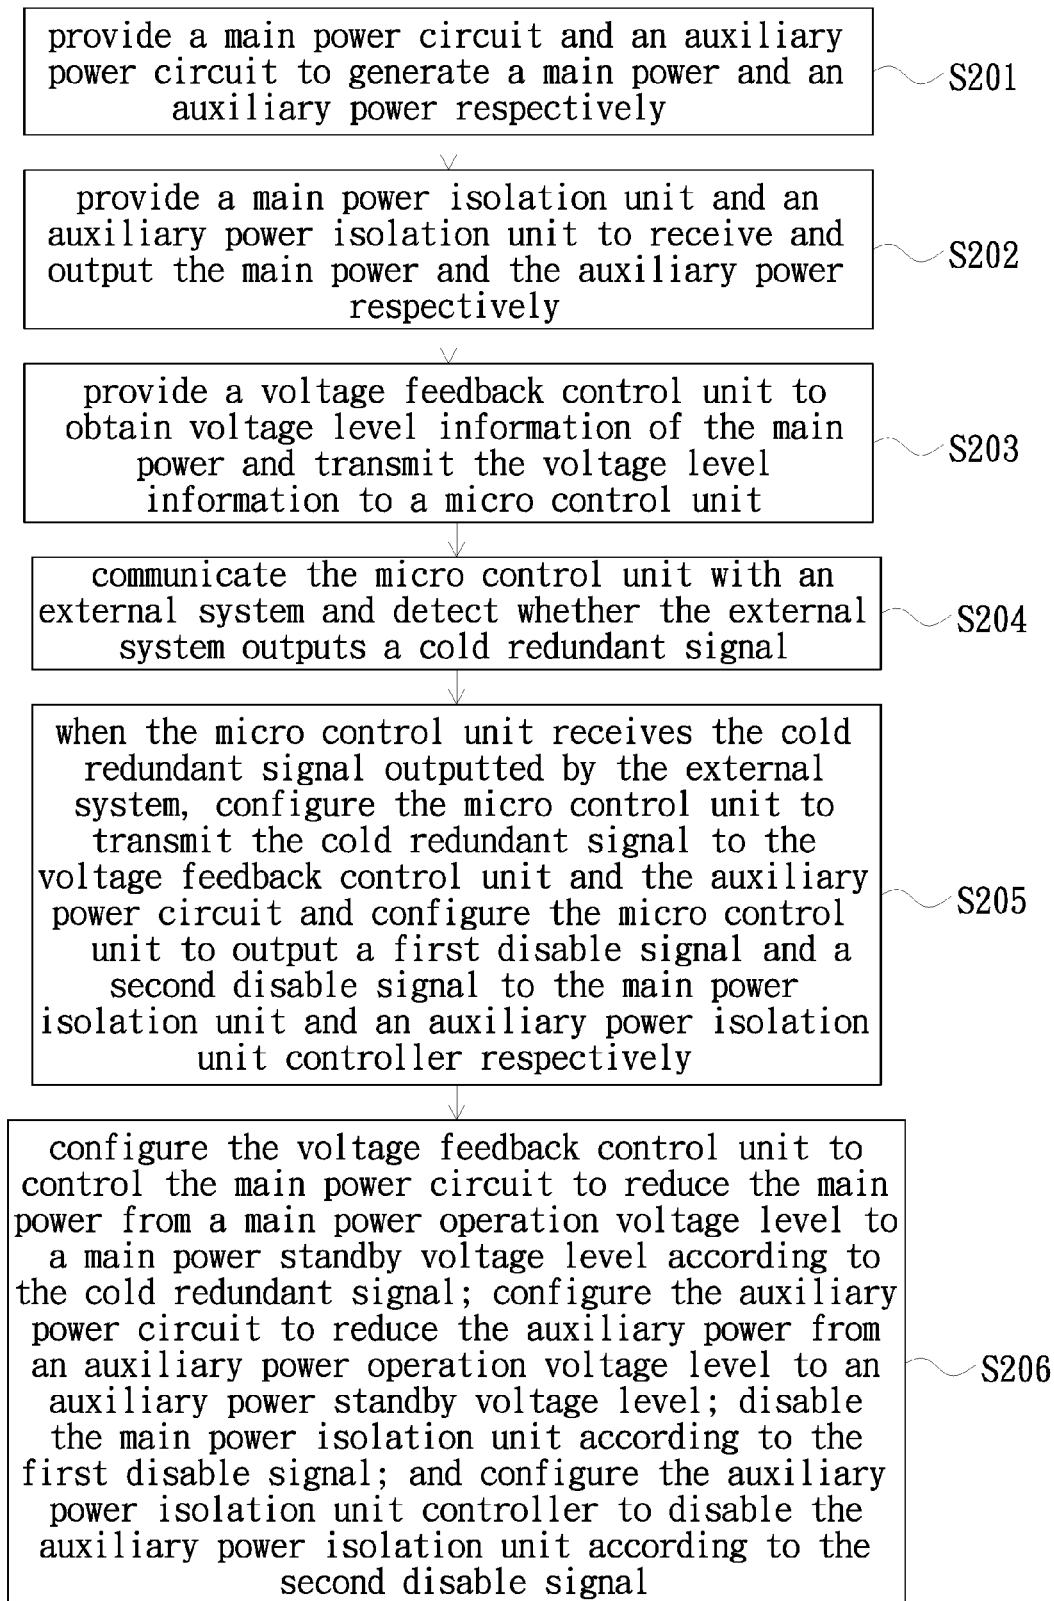 provide a main power circuit and an auxiliary
power circuit to generate a main power and an
auxiliary power respectively
S201
provide a main power isolation unit and an
auxiliary power isolation unit to receive and
output the main power and the auxiliary power
respectively
S202
provide a voltage feedback control unit to
obtain voltage level information of the main
power and transmit the voltage level
information to a micro control unit
S203
communicate the micro control unit with an
external system and detect whether the external
system outputs a cold redundant signal
S204
when the micro control unit receives the cold
redundant signal outputted by the external
system, configure the micro control unit to
transmit the cold redundant signal to the
voltage feedback control unit and the auxiliary
power circuit and configure the micro control
unit to output a first disable signal and a
second disable signal to the main power
isolation unit and an auxiliary power isolation
unit controller respectively
S205
configure the voltage feedback control unit to
control the main power circuit to reduce the main
power from a main power operation voltage level to
a main power standby voltage level according to
the cold redundant signal; configure the auxiliary
power circuit to reduce the auxiliary power from
an auxiliary power operation voltage level to an
auxiliary power standby voltage level; disable
the main power isolation unit according to the
first disable signal; and configure the auxiliary
power isolation unit controller to disable the
auxiliary power isolation unit according to the
second disable signal
S206